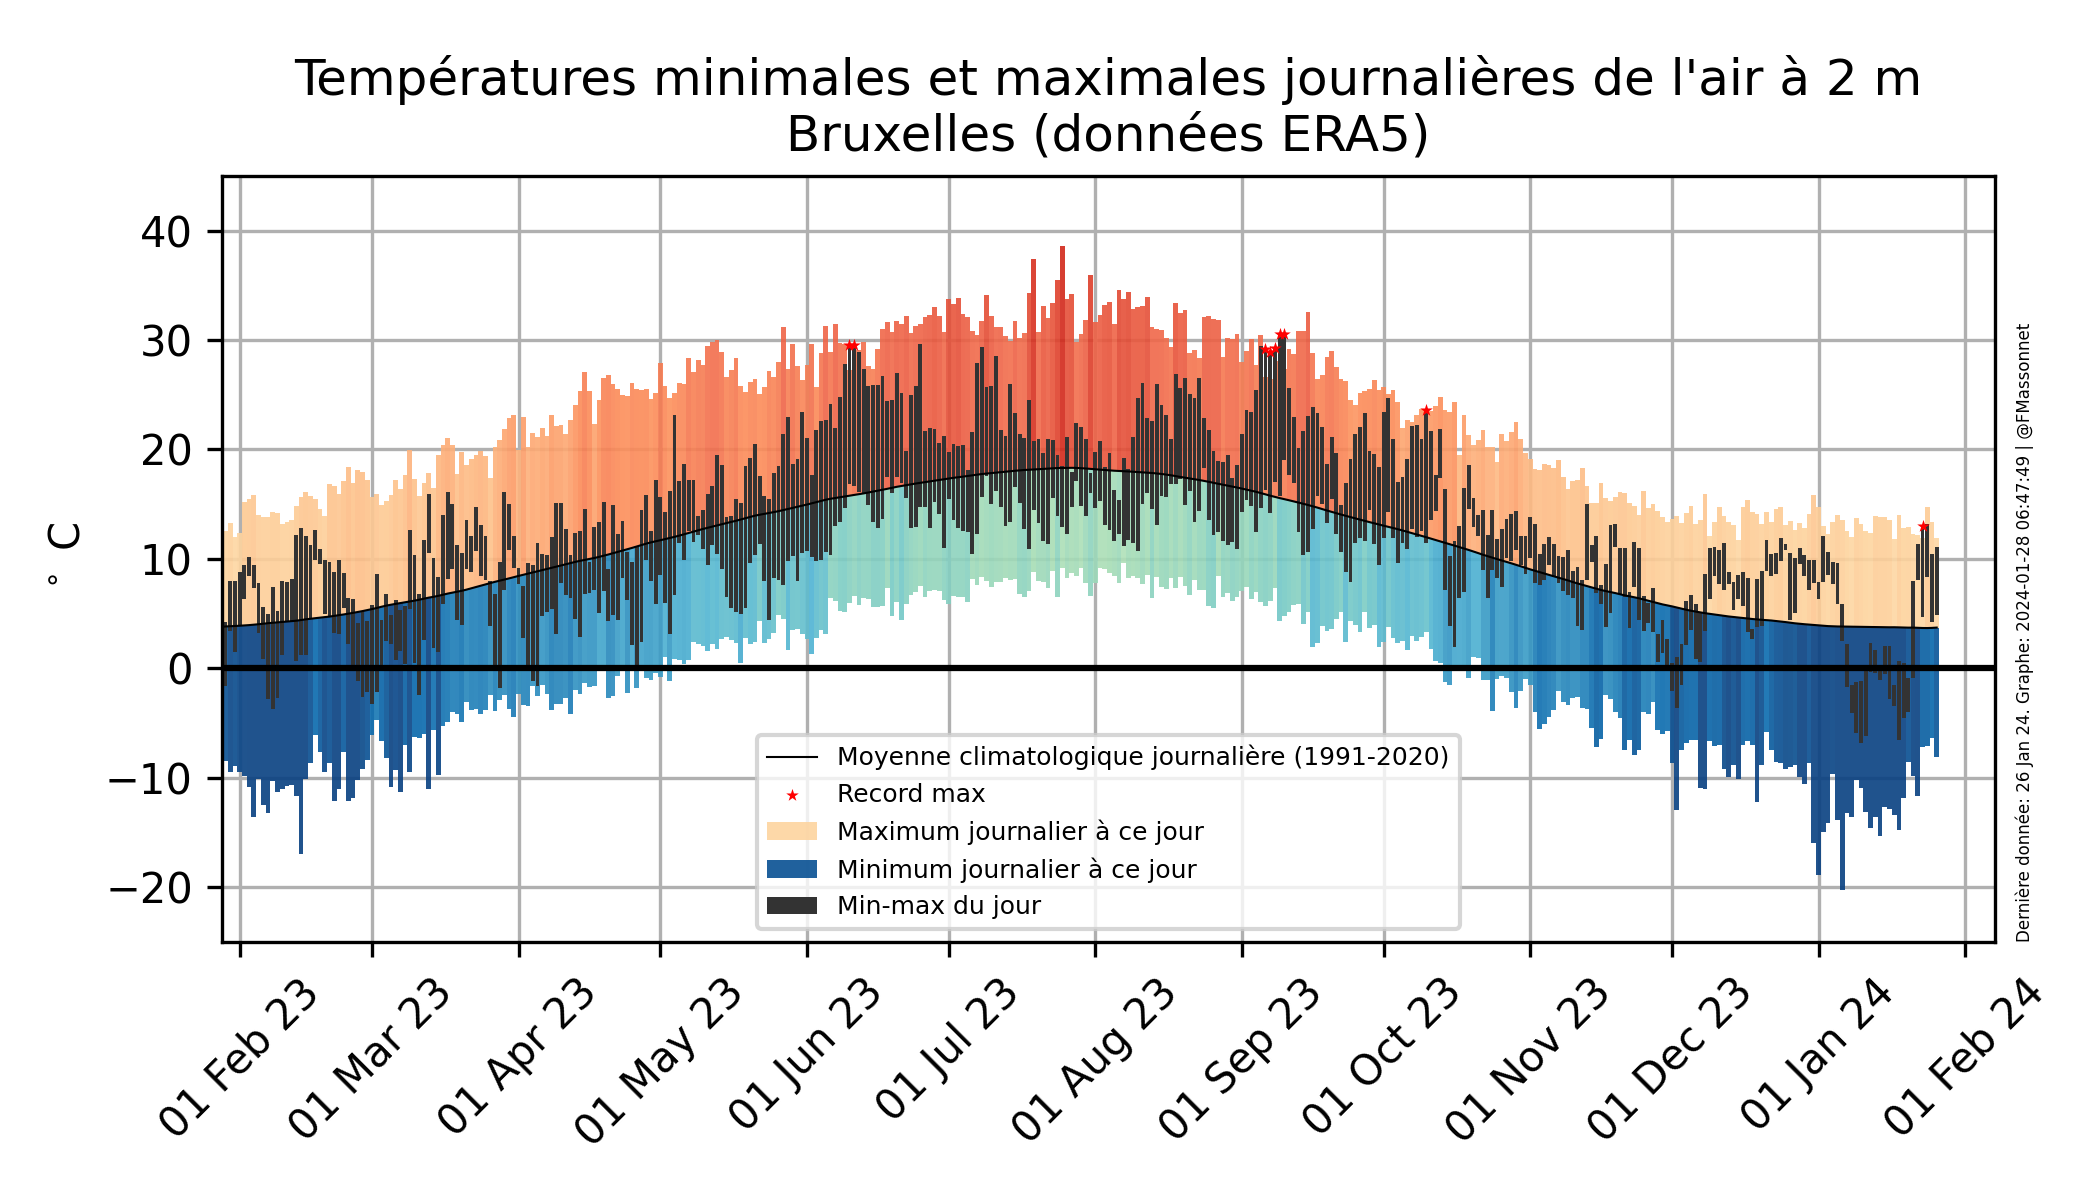 Températures minimales et maximales journalières de l'air à 2 m
Bruxelles (données ERA5)
° C
40
30
20
10
0
−10
−20
Moyenne climatologique journalière (1991-2020)
Record max
Maximum journalier à ce jour
Minimum journalier à ce jour
Min-max du jour
01 Feb 23
01 Mar 23
01 Apr 23
01 May 23
01 Jun 23
01 Jul 23
01 Aug 23
01 Sep 23
01 Oct 23
01 Nov 23
01 Dec 23
01 Jan 24
01 Feb 24
Dernière donnée: 26 Jan 24. Graphe: 2024-01-28 06:47:49 | @FMassonnet